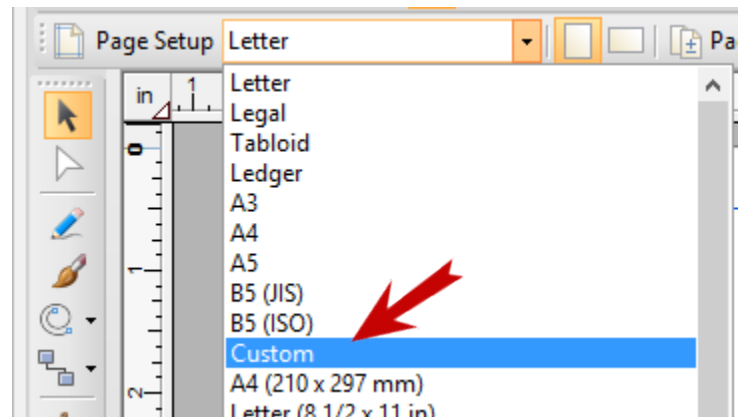 Page Setup Letter Pa
in 1
Letter
0
Legal
Tabloid
Ledger
A3
A4
A5
1
B5 (JIS)
B5 (ISO)
Custom
A4 (210 x 297 mm)
2
Letter (8 1/2 x 11 in)